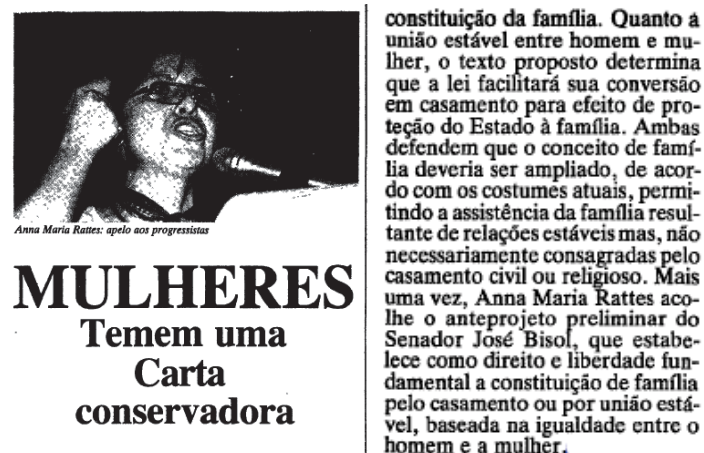 Anna Maria Rattes: apelo aos progressistas
MULHERES
Temem uma
Carta
conservadora
constituição da família. Quanto à
união estável entre homem e mu-
lher, o texto proposto determina
que a lei facilitará sua conversão
em casamento para efeito de pro-
teção do Estado à família. Ambas
defendem que o conceito de famí-
lia deveria ser ampliado, de acor-
do com os costumes atuais, permi-
tindo a assistência da família resul-
tante de relações estáveis mas, não
necessariamente consagradas pelo
casamento civil ou religioso. Mais
uma vez, Anna Maria Rattes aco-
lhe o anteprojeto preliminar do
Senador José Bisol, que estabe-
lece como direito e liberdade fun-
damental a constituição de família
pelo casamento ou por união está-
vel, baseada na igualdade entre o
homem e a mulher.